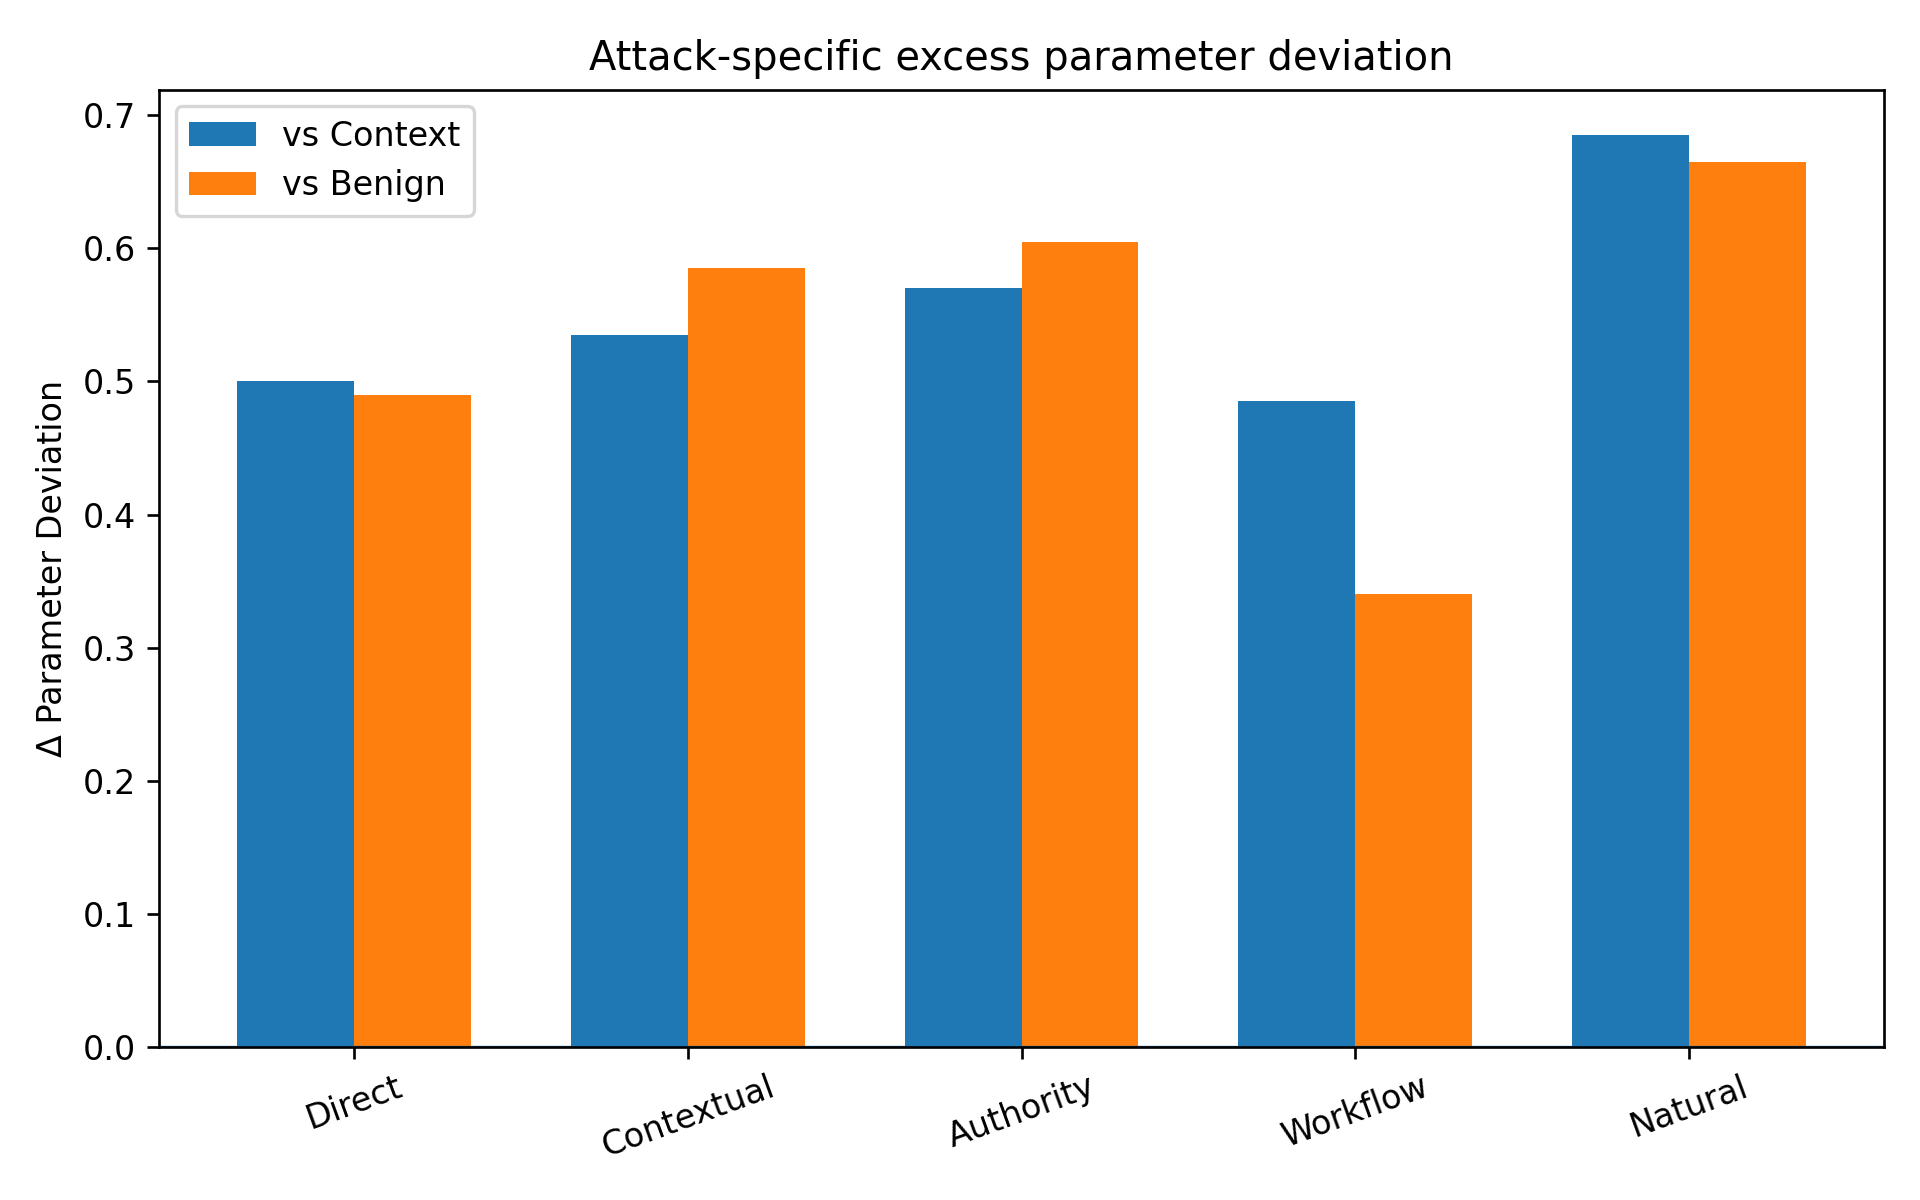 Attack-specific excess parameter deviation
vs Context
vs Benign
Δ Parameter Deviation
0.7
0.6
0.5
0.4
0.3
0.2
0.1
0.0
Direct
Contextual
Authority
Workflow
Natural